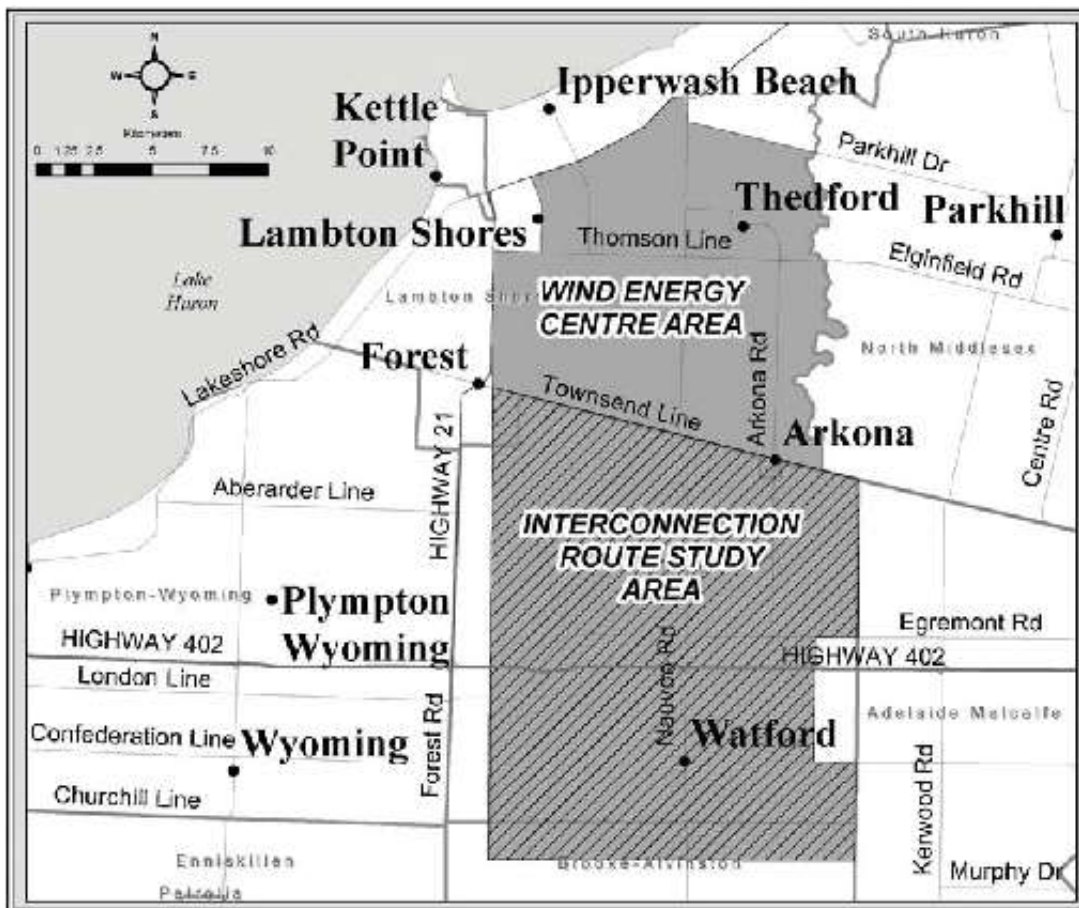 South Huron
N
W E
S
Kilometers
0 1.25 2.5 5 7.5 10
Kettle
Point
Ipperwash Beach
Parkhill Dr
Thedford
Parkhill
Lambton Shores
Thomson Line
Elginfield Rd
Lake
Huron
Lambton Shores
WIND ENERGY
CENTRE AREA
North Middlesex
Lakeshore Rd
Forest
Townsend Line
Arkona Rd
Arkona
Centre Rd
HIGHWAY 21
Aberarder Line
INTERCONNECTION
ROUTE STUDY
AREA
Plympton-Wyoming
Plympton
Wyoming
Egremont Rd
HIGHWAY 402
HIGHWAY 402
London Line
Nauvoo Rd
Adelaide Metcalfe
Confederation Line
Wyoming
Watford
Forest Rd
Churchill Line
Kerwood Rd
Enniskillen
Brooke-Alvinston
Murphy Dr
Petrolia